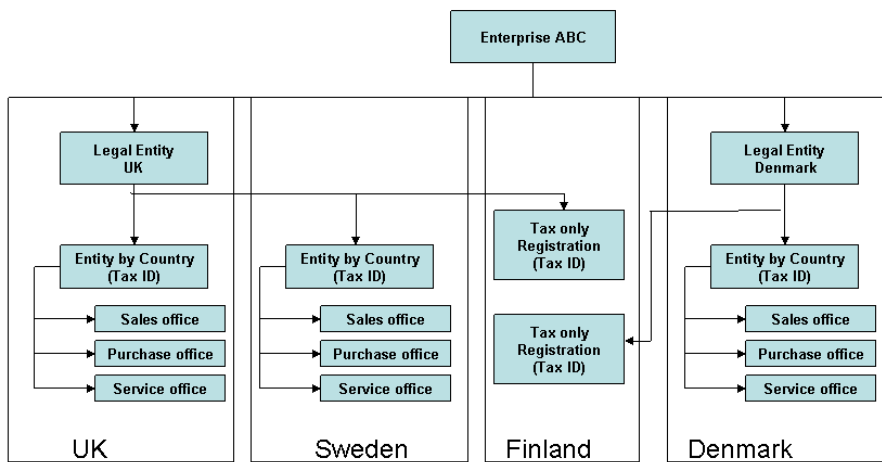 Enterprise ABC
Legal Entity
UK
Legal Entity
Denmark
Tax only
Registration
(Tax ID)
Entity by Country
(Tax ID)
Entity by Country
(Tax ID)
Entity by Country
(Tax ID)
Sales office
Sales office
Tax only
Registration
(Tax ID)
Sales office
Purchase office
Purchase office
Purchase office
Service office
Service office
Service office
UK
Sweden
Finland
Denmark